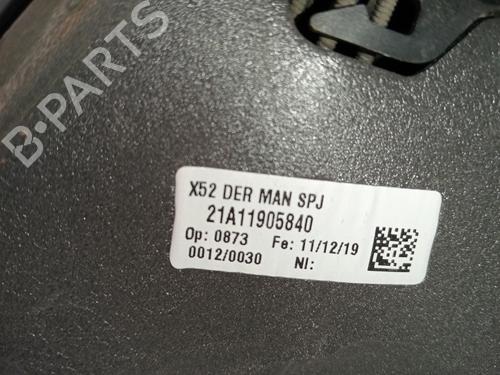 B-PARTS
X52 DER MAN SPJ
21A11905840
Op: 0873 Fe: 11/12/19
0012/0030 NI: